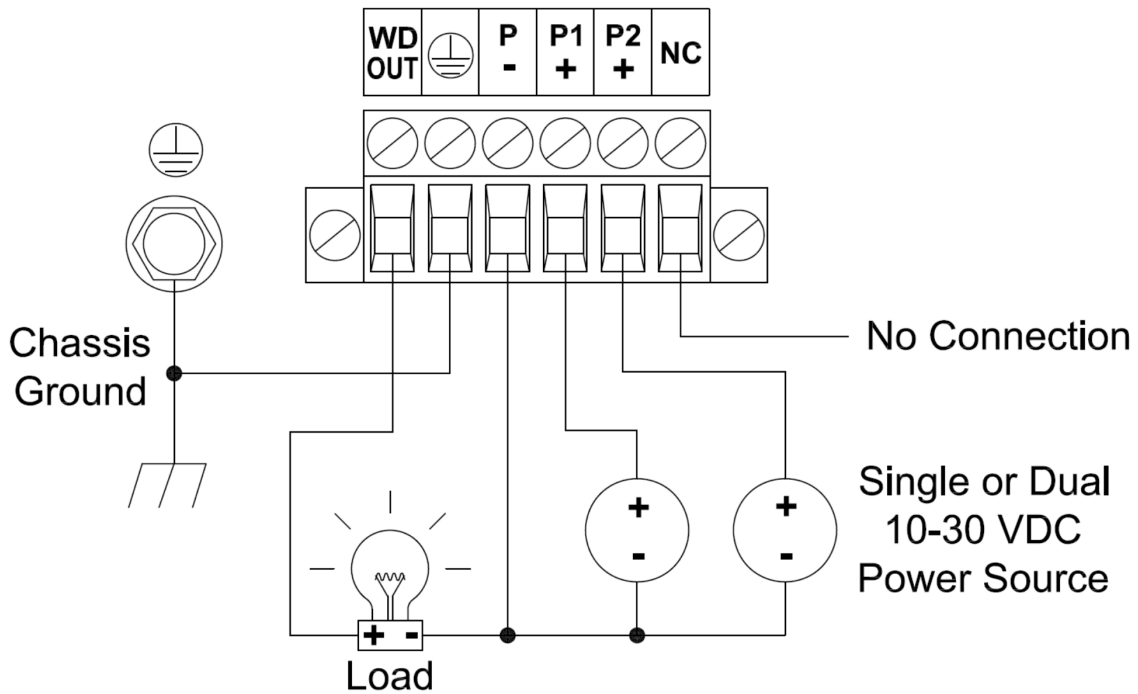 WD
OUT
P
-
P1
+
P2
+
NC
Chassis
Ground
No Connection
+
-
+
-
Single or Dual
10-30 VDC
Power Source
+ -
Load